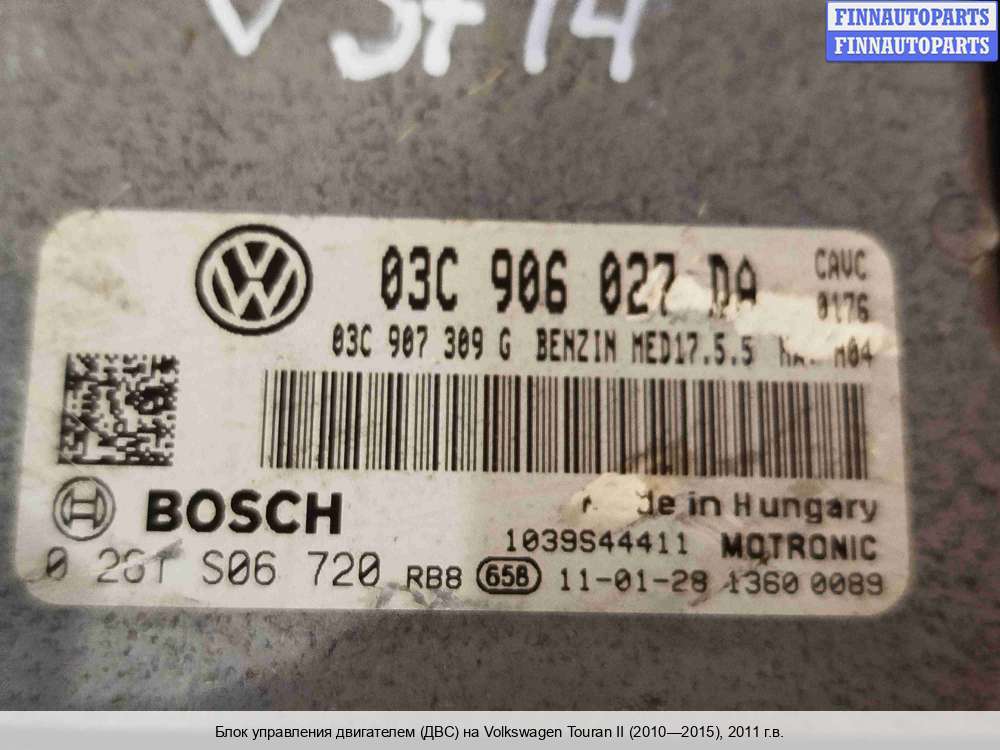 FINNAUTOPARTS
FINNAUTOPARTS
03C 906 027 DA
CAVC
0176
03C 907 309 G BENZIN MED17.5.5 M04
BOSCH
in Hungary
1039S44411 MOTRONIC
0 261 S06 720 RB8 658 11-01-28 1360 0089
Блок управления двигателем (ДВС) на Volkswagen Touran II (2010—2015), 2011 г.в.